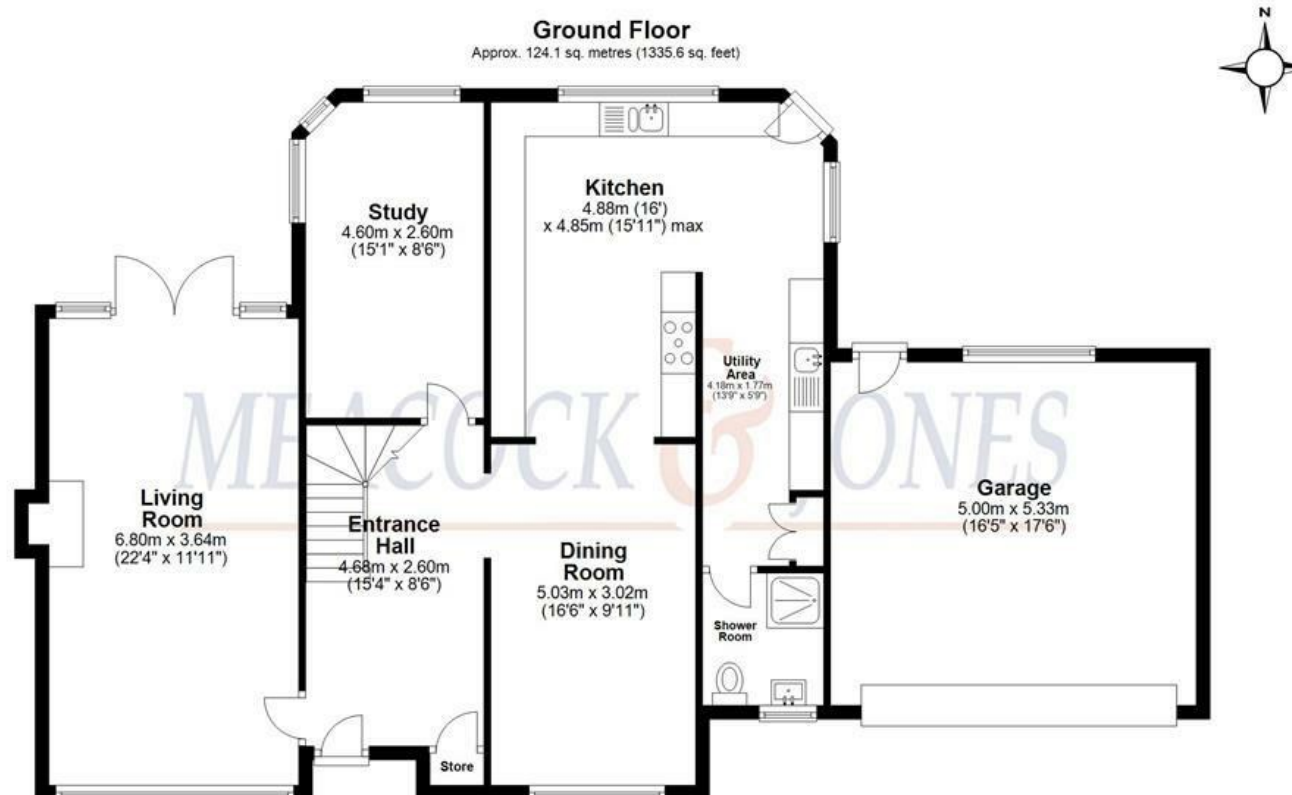 Ground Floor
Approx. 124.1 sq. metres (1335.6 sq. feet)
N
Kitchen
4.88m (16')
x 4.85m (15'11") max
Study
4.60m x 2.60m
(15'1" x 8'6")
Utility
Area
4.18m x 1.77m
(13'9" x 5'9")
MEACOCK & JONES
Living
Room
6.80m x 3.64m
(22'4" x 11'11")
Entrance
Hall
4.68m x 2.60m
(15'4" x 8'6")
Dining
Room
5.03m x 3.02m
(16'6" x 9'11")
Garage
5.00m x 5.33m
(16'5" x 17'6")
Shower
Room
Store